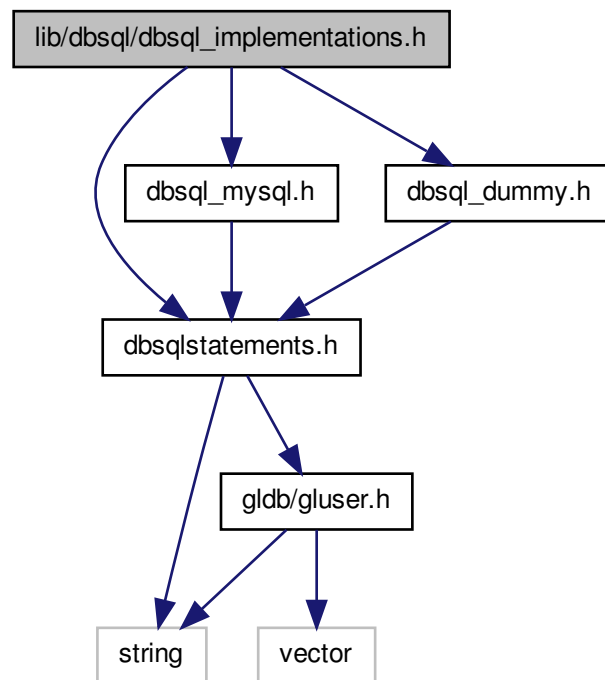 lib/dbsql/dbsql_implementations.h
dbsql_mysql.h
dbsql_dummy.h
dbsqlstatements.h
gldb/gluser.h
string
vector